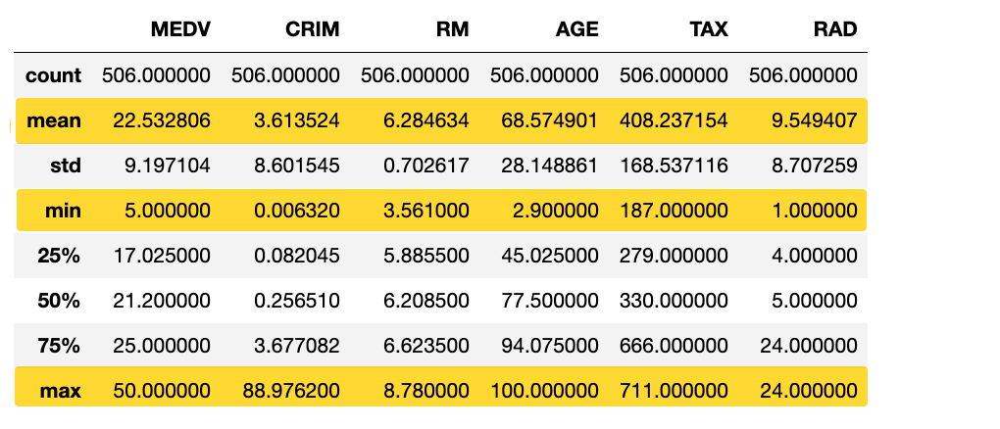 MEDV CRIM RM AGE TAX RAD
count 506.000000 506.000000 506.000000 506.000000 506.000000 506.000000
mean 22.532806 3.613524 6.284634 68.574901 408.237154 9.549407
std 9.197104 8.601545 0.702617 28.148861 168.537116 8.707259
min 5.000000 0.006320 3.561000 2.900000 187.000000 1.000000
25% 17.025000 0.082045 5.885500 45.025000 279.000000 4.000000
50% 21.200000 0.256510 6.208500 77.500000 330.000000 5.000000
75% 25.000000 3.677082 6.623500 94.075000 666.000000 24.000000
max 50.000000 88.976200 8.780000 100.000000 711.000000 24.000000